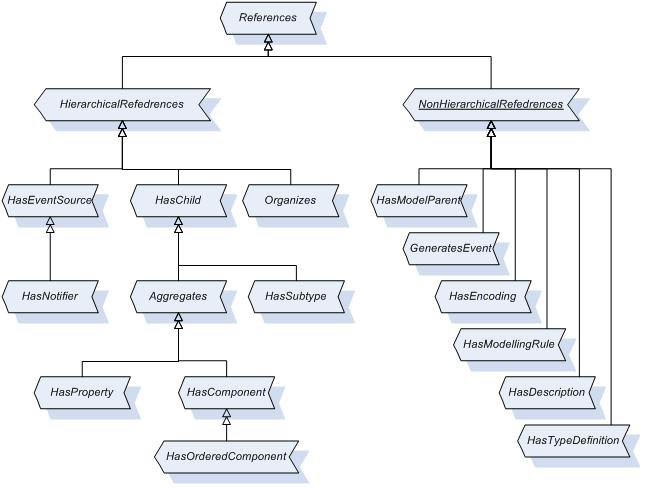 References
HierarchicalRefedrences
NonHierarchicalRefedrences
HasEventSource
HasChild
Organizes
HasModelParent
GeneratesEvent
HasNotifier
Aggregates
HasSubtype
HasEncoding
HasModellingRule
HasProperty
HasComponent
HasDescription
HasTypeDefinition
HasOrderedComponent